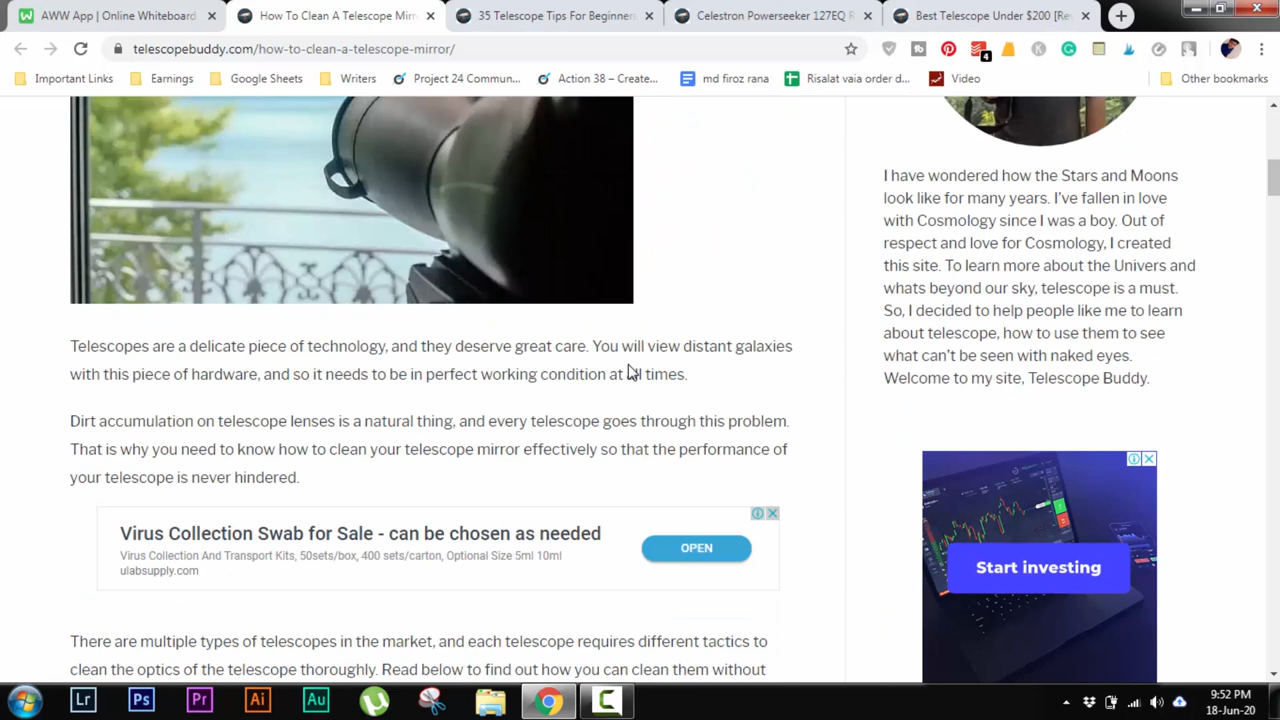 AWW App | Online Whiteboard
How To Clean A Telescope Mirr
35 Telescope Tips For Beginners
Celestron Powerseeker 127EQ R
Best Telescope Under $200 [Re
telescopebuddy.com/how-to-clean-a-telescope-mirror/
4
Important Links
Earnings
Google Sheets
Writers
Project 24 Commun...
Action 38 – Create...
md firoz rana
Risalat vaia order d...
Video
Other bookmarks
Telescopes are a delicate piece of technology, and they deserve great care. You will view distant galaxies
with this piece of hardware, and so it needs to be in perfect working condition at all times.
Dirt accumulation on telescope lenses is a natural thing, and every telescope goes through this problem.
That is why you need to know how to clean your telescope mirror effectively so that the performance of
your telescope is never hindered.
Virus Collection Swab for Sale - can be chosen as needed
Virus Collection And Transport Kits, 50sets/box, 400 sets/carton, Optional Size 5ml 10ml
ulabsupply.com
OPEN
There are multiple types of telescopes in the market, and each telescope requires different tactics to
clean the optics of the telescope thoroughly. Read below to find out how you can clean them without
I have wondered how the Stars and Moons
look like for many years. I've fallen in love
with Cosmology since I was a boy. Out of
respect and love for Cosmology, I created
this site. To learn more about the Univers and
whats beyond our sky, telescope is a must.
So, I decided to help people like me to learn
about telescope, how to use them to see
what can't be seen with naked eyes.
Welcome to my site, Telescope Buddy.
Start investing
Lr
Ps
Pr
Ai
Au
9:52 PM
18-Jun-20